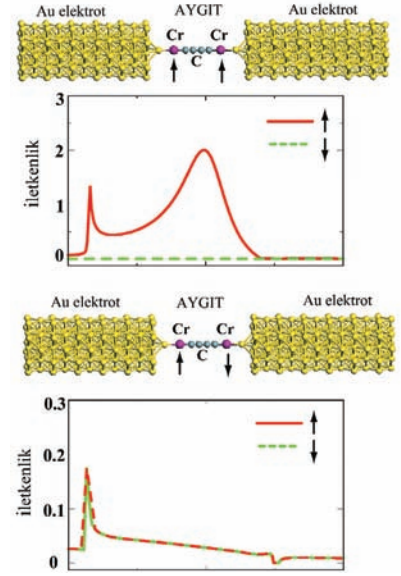 Au elektrot AYGIT Au elektrot
Cr Cr
C
3
2
1
0
iletkenlik
Au elektrot AYGIT Au elektrot
Cr Cr
C
0.3
0.2
0.1
0
iletkenlik